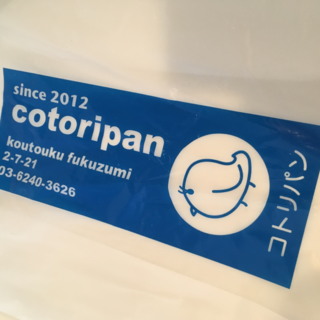 since 2012
cotoripan
koutouku fukuzumi
2-7-21
03-6240-3626
コトリパン